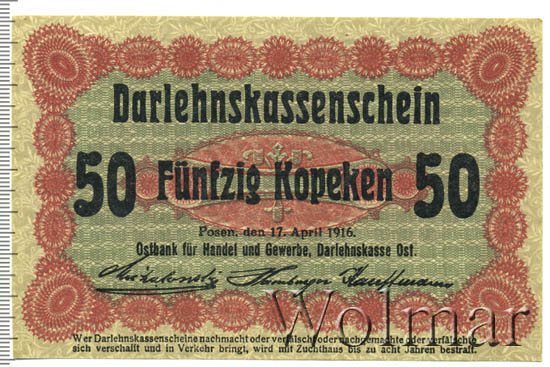 Darlehnskassenschein
50 Fünfzig Kopeken 50
Posen, den 17. April 1916.
Ostbank für Handel und Gewerbe, Darlehnskasse Ost.
Hamburger Kauffmann
Wer Darlehnskassenscheine nachmacht oder verfälscht oder nachgemachte oder verfälschte
sich verschafft und in Verkehr bringt, wird mit Zuchthaus bis zu acht Jahren bestraft.
Wolmar